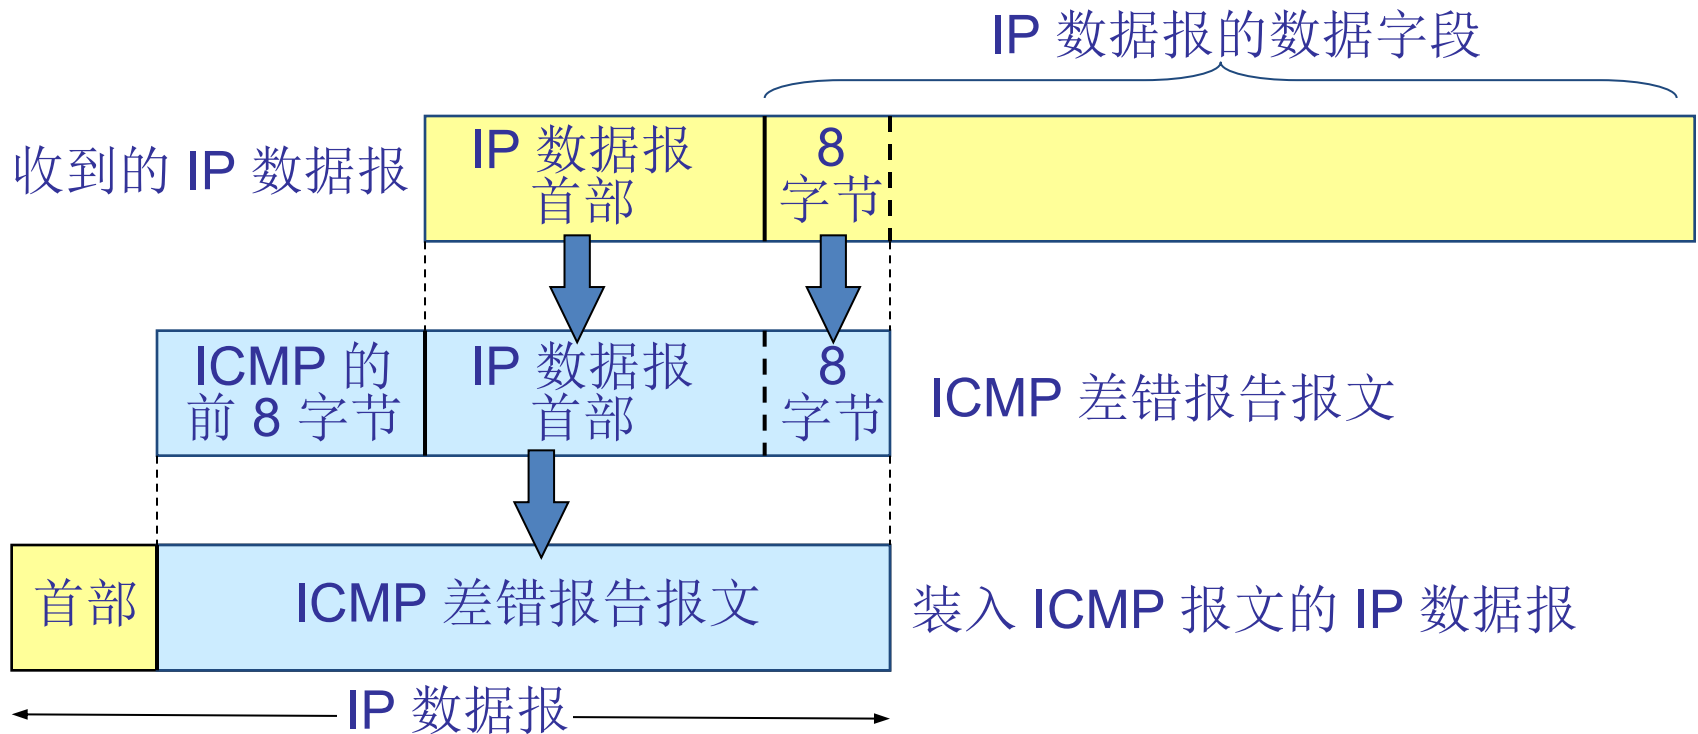 IP 数据报的数据字段
收到的 IP 数据报
IP 数据报
首部
8
字节
ICMP 的
前 8 字节
IP 数据报
首部
8
字节
ICMP 差错报告报文
首部
ICMP 差错报告报文
装入 ICMP 报文的 IP 数据报
IP 数据报